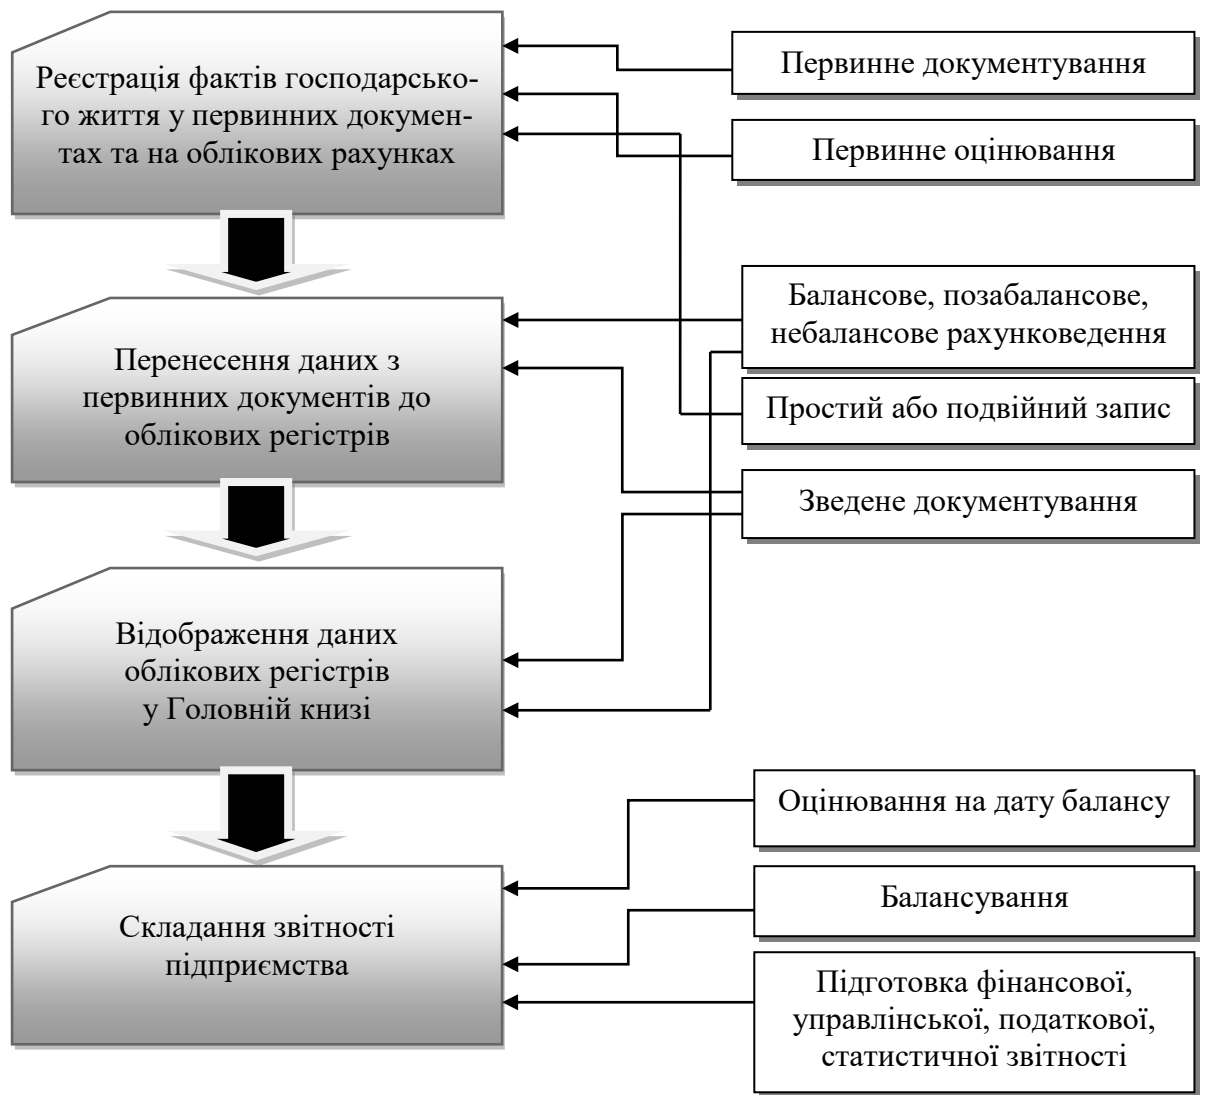 Реєстрація фактів господарсько-
го життя у первинних докумен-
тах та на облікових рахунках
Первинне документування
Первинне оцінювання
Балансове, позабалансове,
небалансове рахунковедення
Перенесення даних з
первинних документів до
облікових регістрів
Простий або подвійний запис
Зведене документування
Відображення даних
облікових регістрів
у Головній книзі
Оцінювання на дату балансу
Складання звітності
підприємства
Балансування
Підготовка фінансової,
управлінської, податкової,
статистичної звітності